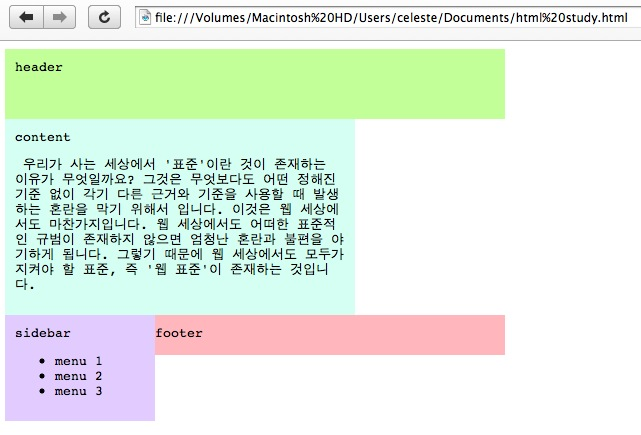 file:///Volumes/Macintosh%20HD/Users/celeste/Documents/html%20study.html
header
content
우리가 사는 세상에서 '표준'이란 것이 존재하는
이유가 무엇일까요? 그것은 무엇보다도 어떤 정해진
기준 없이 각기 다른 근거와 기준을 사용할 때 발생
하는 혼란을 막기 위해서 입니다. 이것은 웹 세상에
서도 마찬가지입니다. 웹 세상에서도 어떠한 표준적
인 규범이 존재하지 않으면 엄청난 혼란과 불편을 야
기하게 됩니다. 그렇기 때문에 웹 세상에서도 모두가
지켜야 할 표준, 즉 '웹 표준'이 존재하는 것입니
다.
sidebar
footer
menu 1
menu 2
menu 3